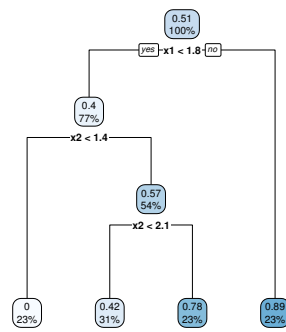 0.51
100%
yes x1 < 1.8 no
0.4
77%
x2 < 1.4
0.57
54%
x2 < 2.1
0 0.42 0.78 0.89
23% 31% 23% 23%